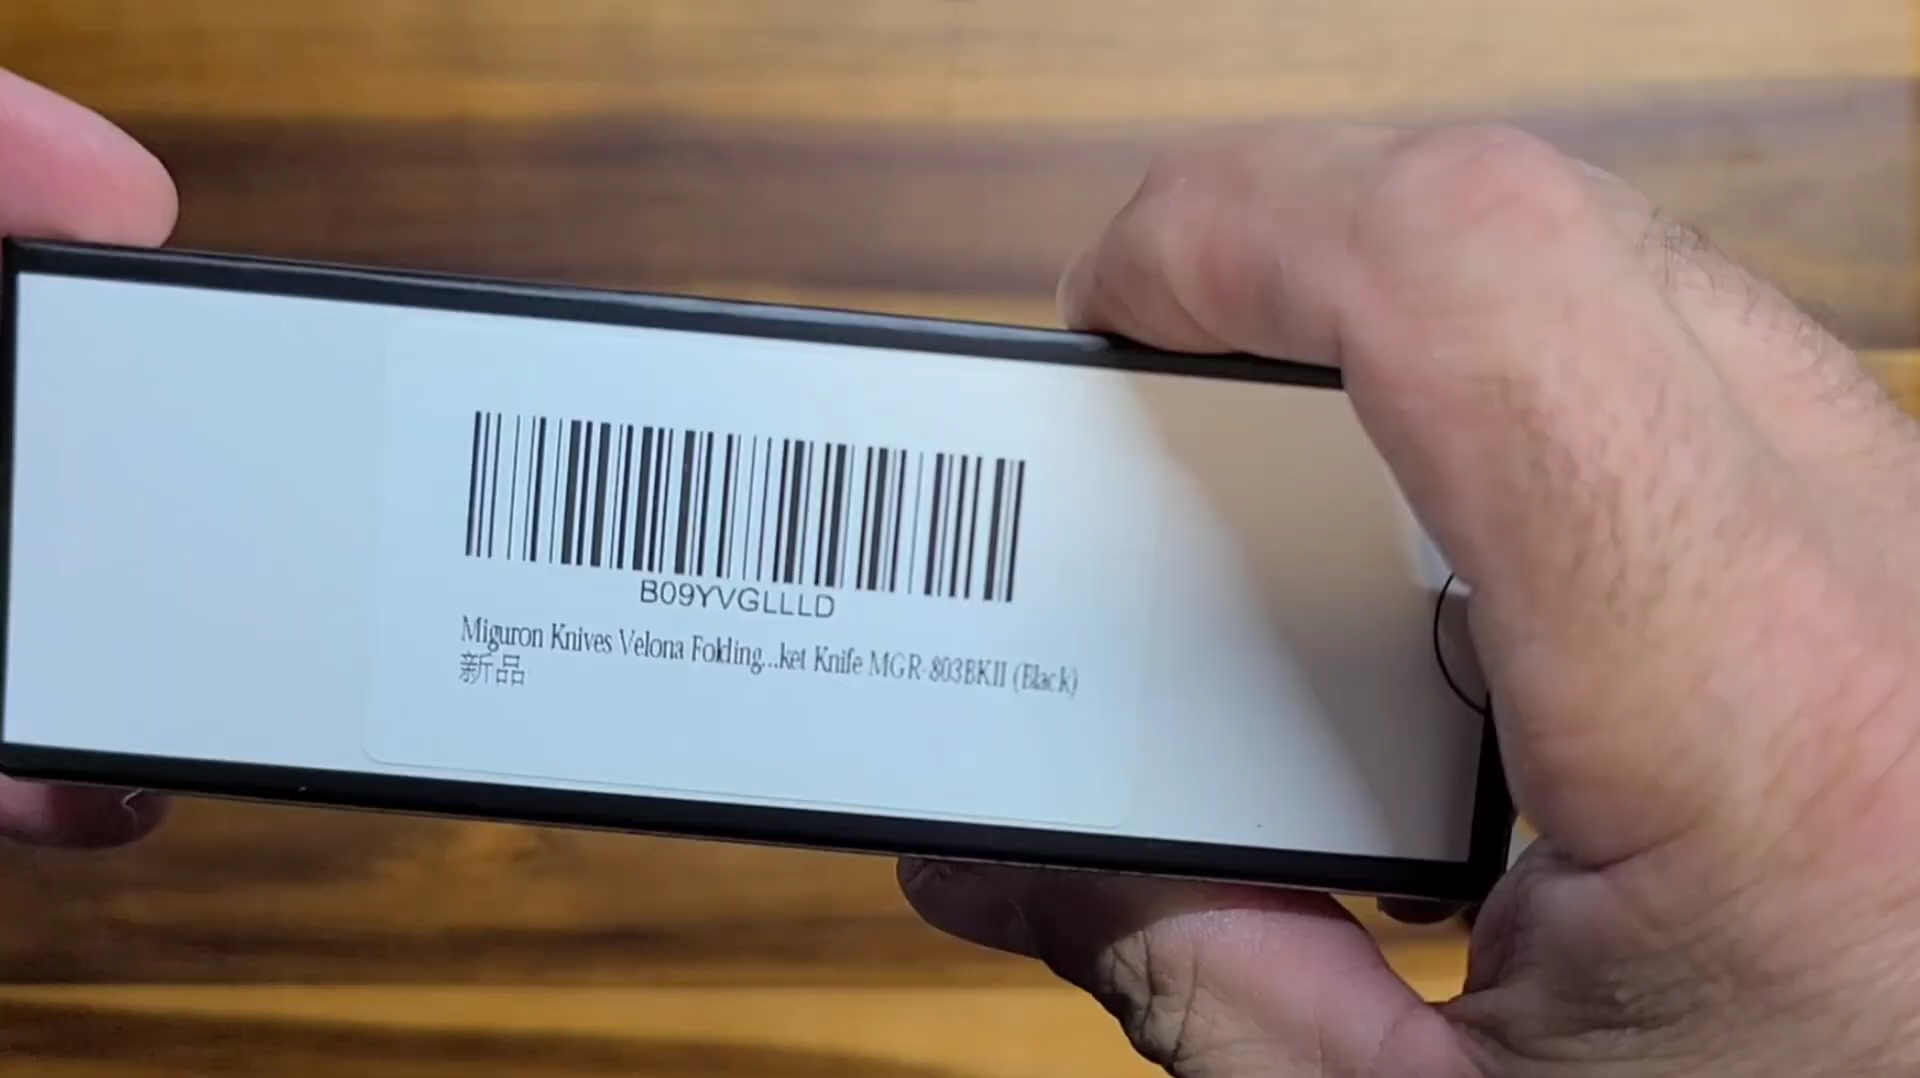 B09YVGLLLD
Miguron Knives Velona Folding...ket Knife MGR-803BKII (Black)
新品